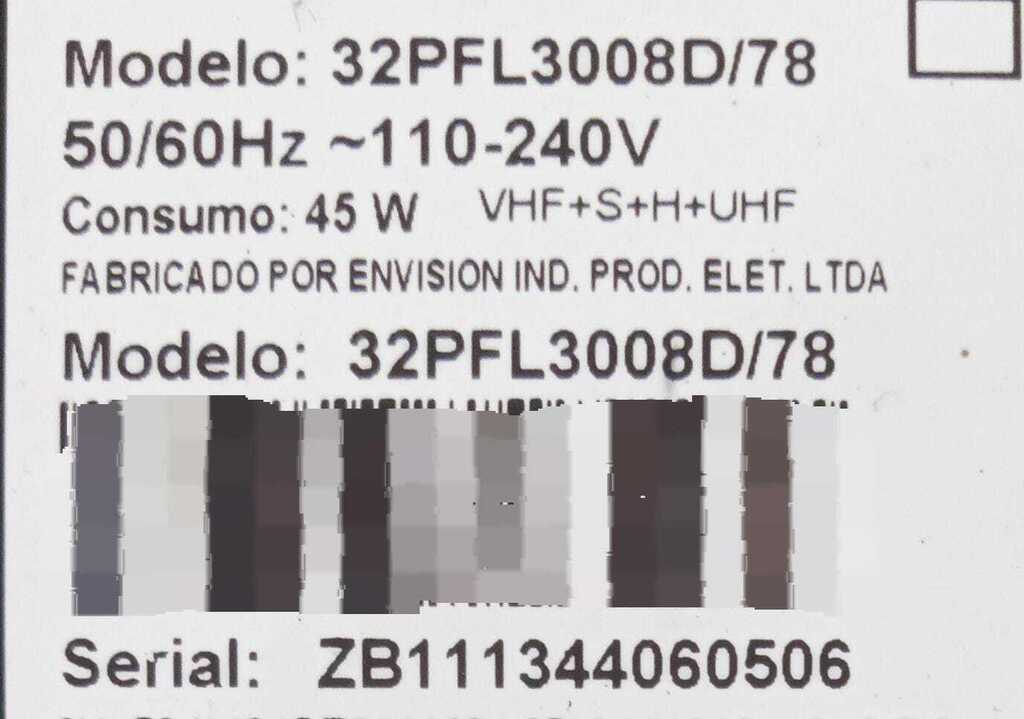 Modelo: 32PFL3008D/78
50/60Hz ~110-240V
Consumo: 45 W VHF+S+H+UHF
FABRICADO POR ENVISION IND. PROD. ELET. LTDA
Modelo: 32PFL3008D/78
Serial: ZB111344060506